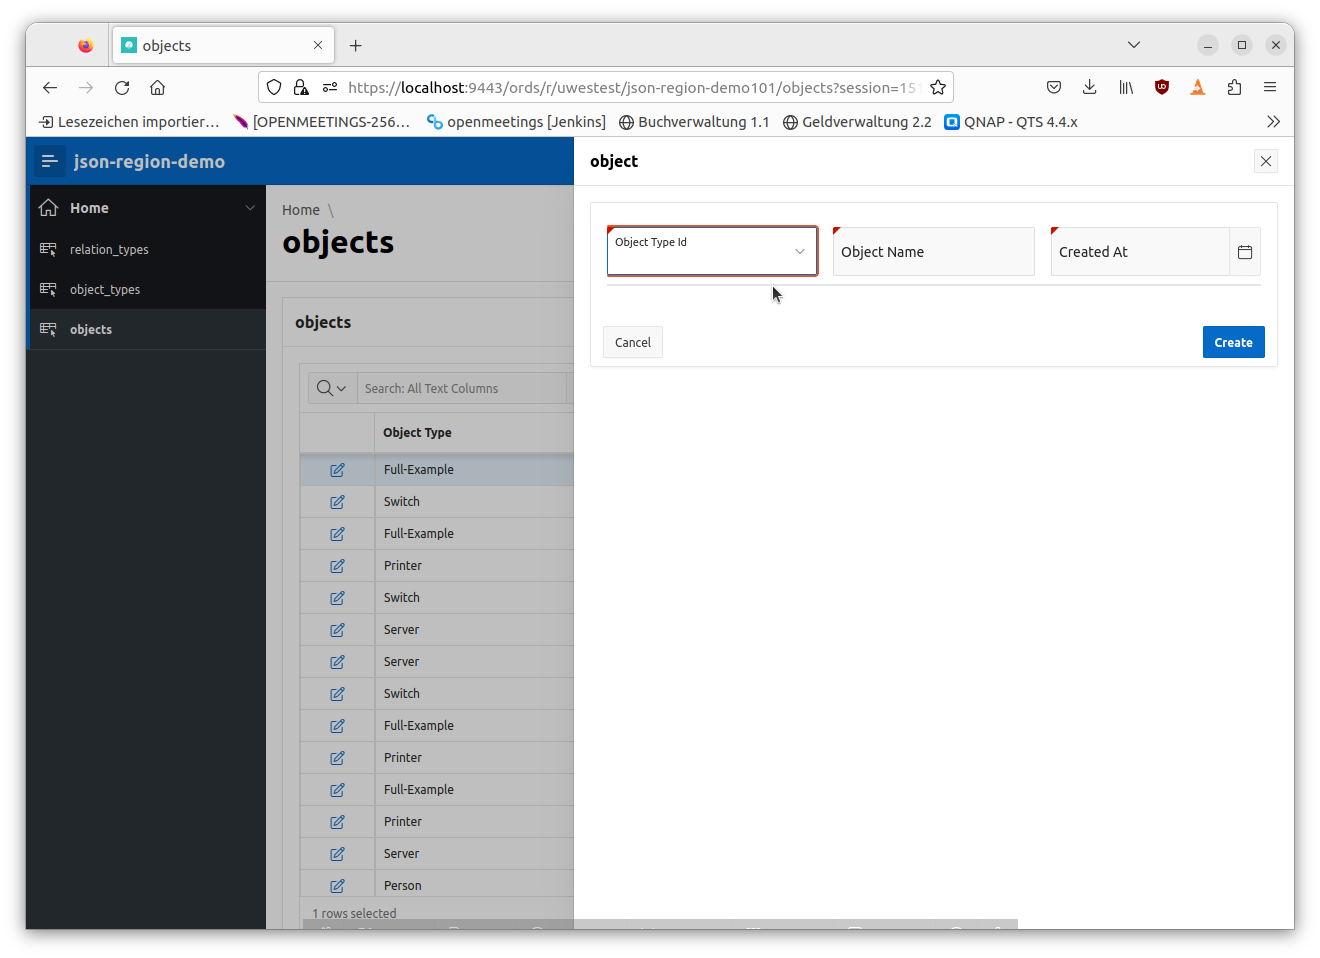 objects
https://localhost:9443/ords/r/uwestest/json-region-demo101/objects?session=151
Lesezeichen importier… [OPENMEETINGS-256… openmeetings [Jenkins] Buchverwaltung 1.1 Geldverwaltung 2.2 QNAP - QTS 4.4.x
json-region-demo
Home
relation_types
object_types
objects
Home \
objects
objects
Search: All Text Columns
Object Type
Full-Example
Switch
Full-Example
Printer
Switch
Server
Server
Switch
Full-Example
Printer
Full-Example
Printer
Server
Person
1 rows selected
object
Object Type Id
Object Name
Created At
Cancel
Create